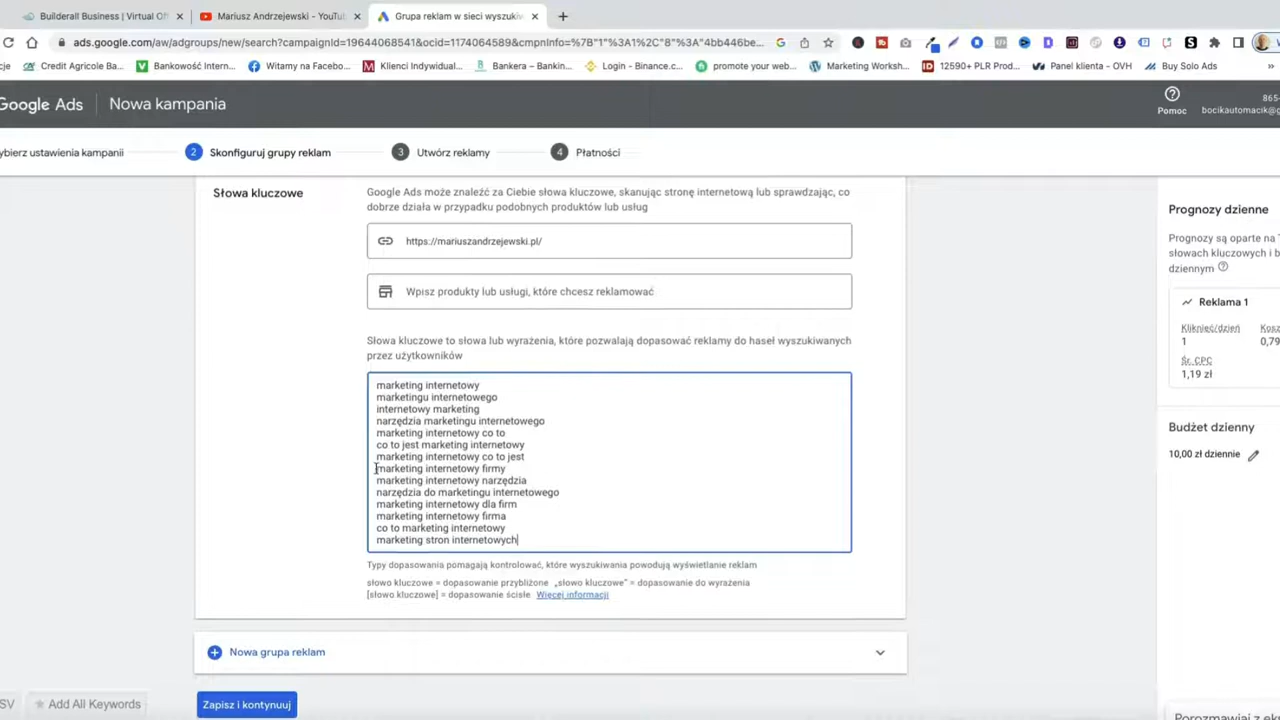 Builderall Business | Virtual Of
Mariusz Andrzejewski - YouTub
Grupa reklam w sieci wyszukiw
ads.google.com/aw/adgroups/new/search?campaignId=19644068541&ocid=1174064589&cmpnInfo=%7B"1"%3A1%2C"8"%3A"4bb446be...
cje
Credit Agricole Ba...
Bankowość Intern...
Witamy na Facebo...
Klienci Indywidual...
Bankera – Bankin...
Login - Binance.c...
promote your web...
Marketing Worksh...
12590+ PLR Prod...
Panel klienta - OVH
Buy Solo Ads
»
Google Ads
Nowa kampania
Pomoc
865-
bocikautomacik@g
ybierz ustawienia kampanii
2 Skonfiguruj grupy reklam
3 Utwórz reklamy
4 Płatności
Słowa kluczowe
Google Ads może znaleźć za Ciebie słowa kluczowe, skanując stronę internetową lub sprawdzając, co
dobrze działa w przypadku podobnych produktów lub usług
https://mariuszandrzejewski.pl/
Wpisz produkty lub usługi, które chcesz reklamować
Słowa kluczowe to słowa lub wyrażenia, które pozwalają dopasować reklamy do haseł wyszukiwanych
przez użytkowników
marketing internetowy
marketingu internetowego
internetowy marketing
narzędzia marketingu internetowego
marketing internetowy co to
co to jest marketing internetowy
marketing internetowy co to jest
marketing internetowy firmy
marketing internetowy narzędzia
narzędzia do marketingu internetowego
marketing internetowy dla firm
marketing internetowy firma
co to marketing internetowy
marketing stron internetowych
Typy dopasowania pomagają kontrolować, które wyszukiwania powodują wyświetlanie reklam
słowo kluczowe = dopasowanie przybliżone „słowo kluczowe” = dopasowanie do wyrażenia
[słowo kluczowe] = dopasowanie ścisłe Więcej informacji
Nowa grupa reklam
SV
Add All Keywords
Zapisz i kontynuuj
Prognozy dzienne
Prognozy są oparte na T
słowach kluczowych i b
dziennym
Reklama 1
Kliknięć/dzień
Kosz
1
0,79
Śr. CPC
1,19 zł
Budżet dzienny
10,00 zł dziennie
Porozmawiaj z eks